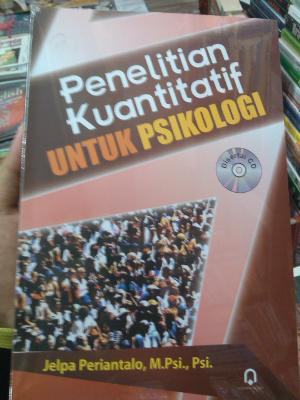 Penelitian
Kuantitatif
UNTUK PSIKOLOGI
Disertai CD
Jelpa Periantalo, M.Psi., Psi.